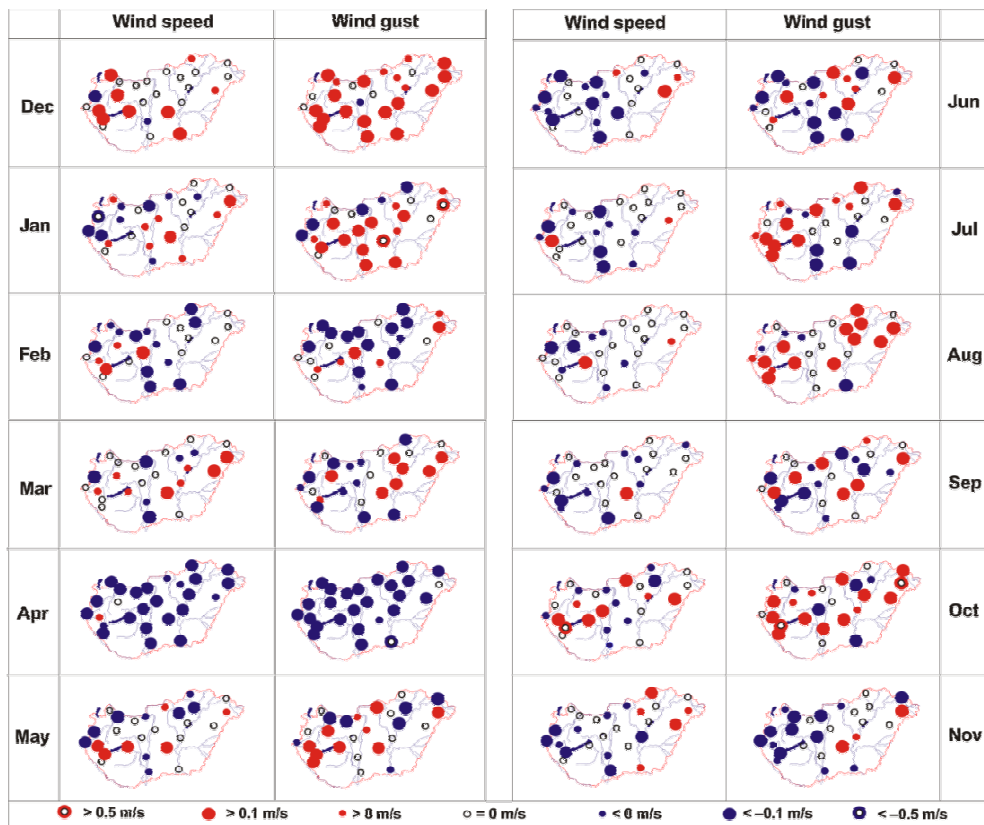 Wind speed Wind gust Wind speed Wind gust
Dec Jun
Jan Jul
Feb Aug
Mar Sep
Apr Oct
May Nov
> 0.5 m/s > 0.1 m/s > 0 m/s = 0 m/s < 0 m/s < –0.1 m/s < –0.5 m/s